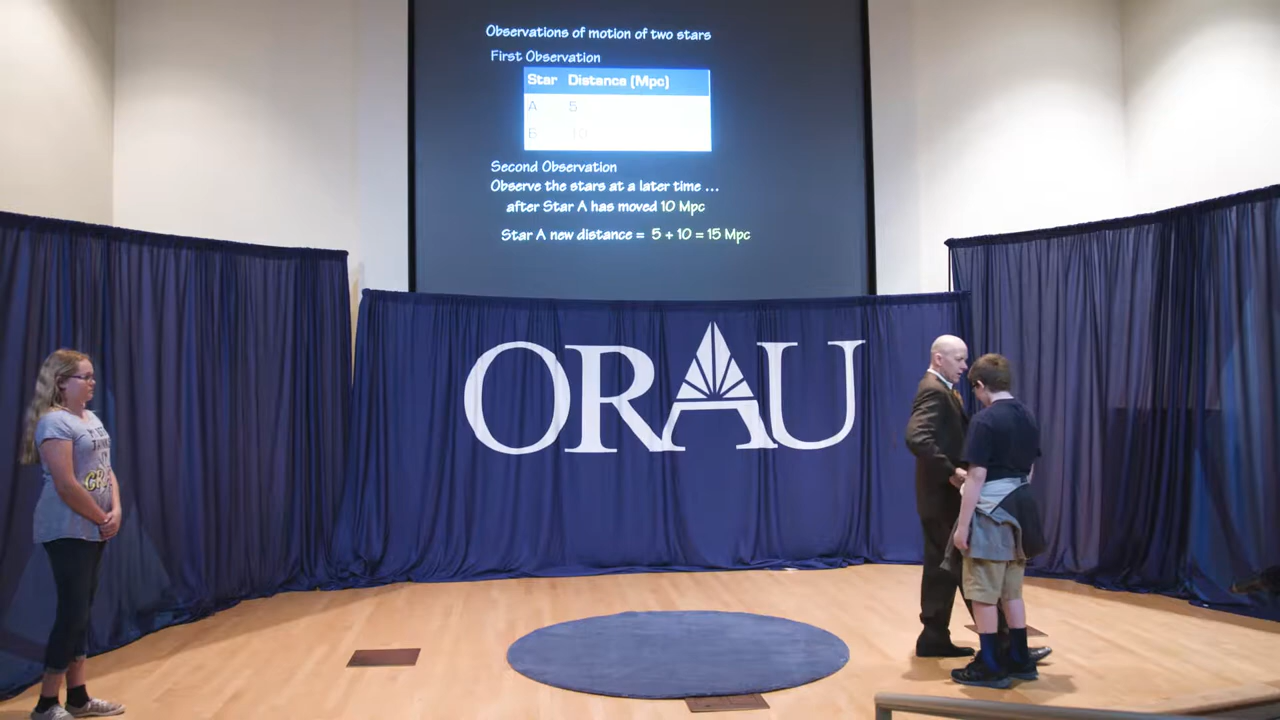 Observations of motion of two stars
First Observation
Star Distance (Mpc)
A 5
B 10
Second Observation
Observe the stars at a later time ...
after Star A has moved 10 Mpc
Star A new distance = 5 + 10 = 15 Mpc
ORAU